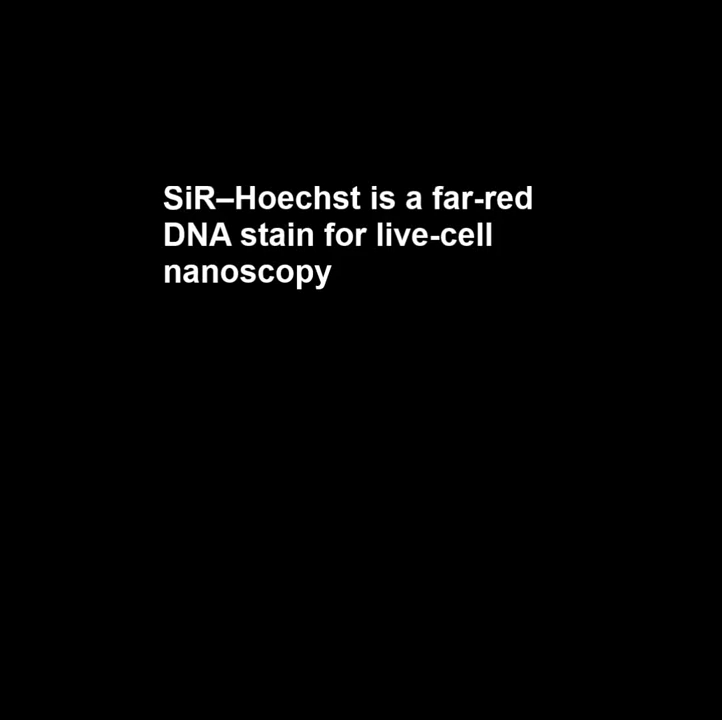 SiR–Hoechst is a far-red
DNA stain for live-cell
nanoscopy